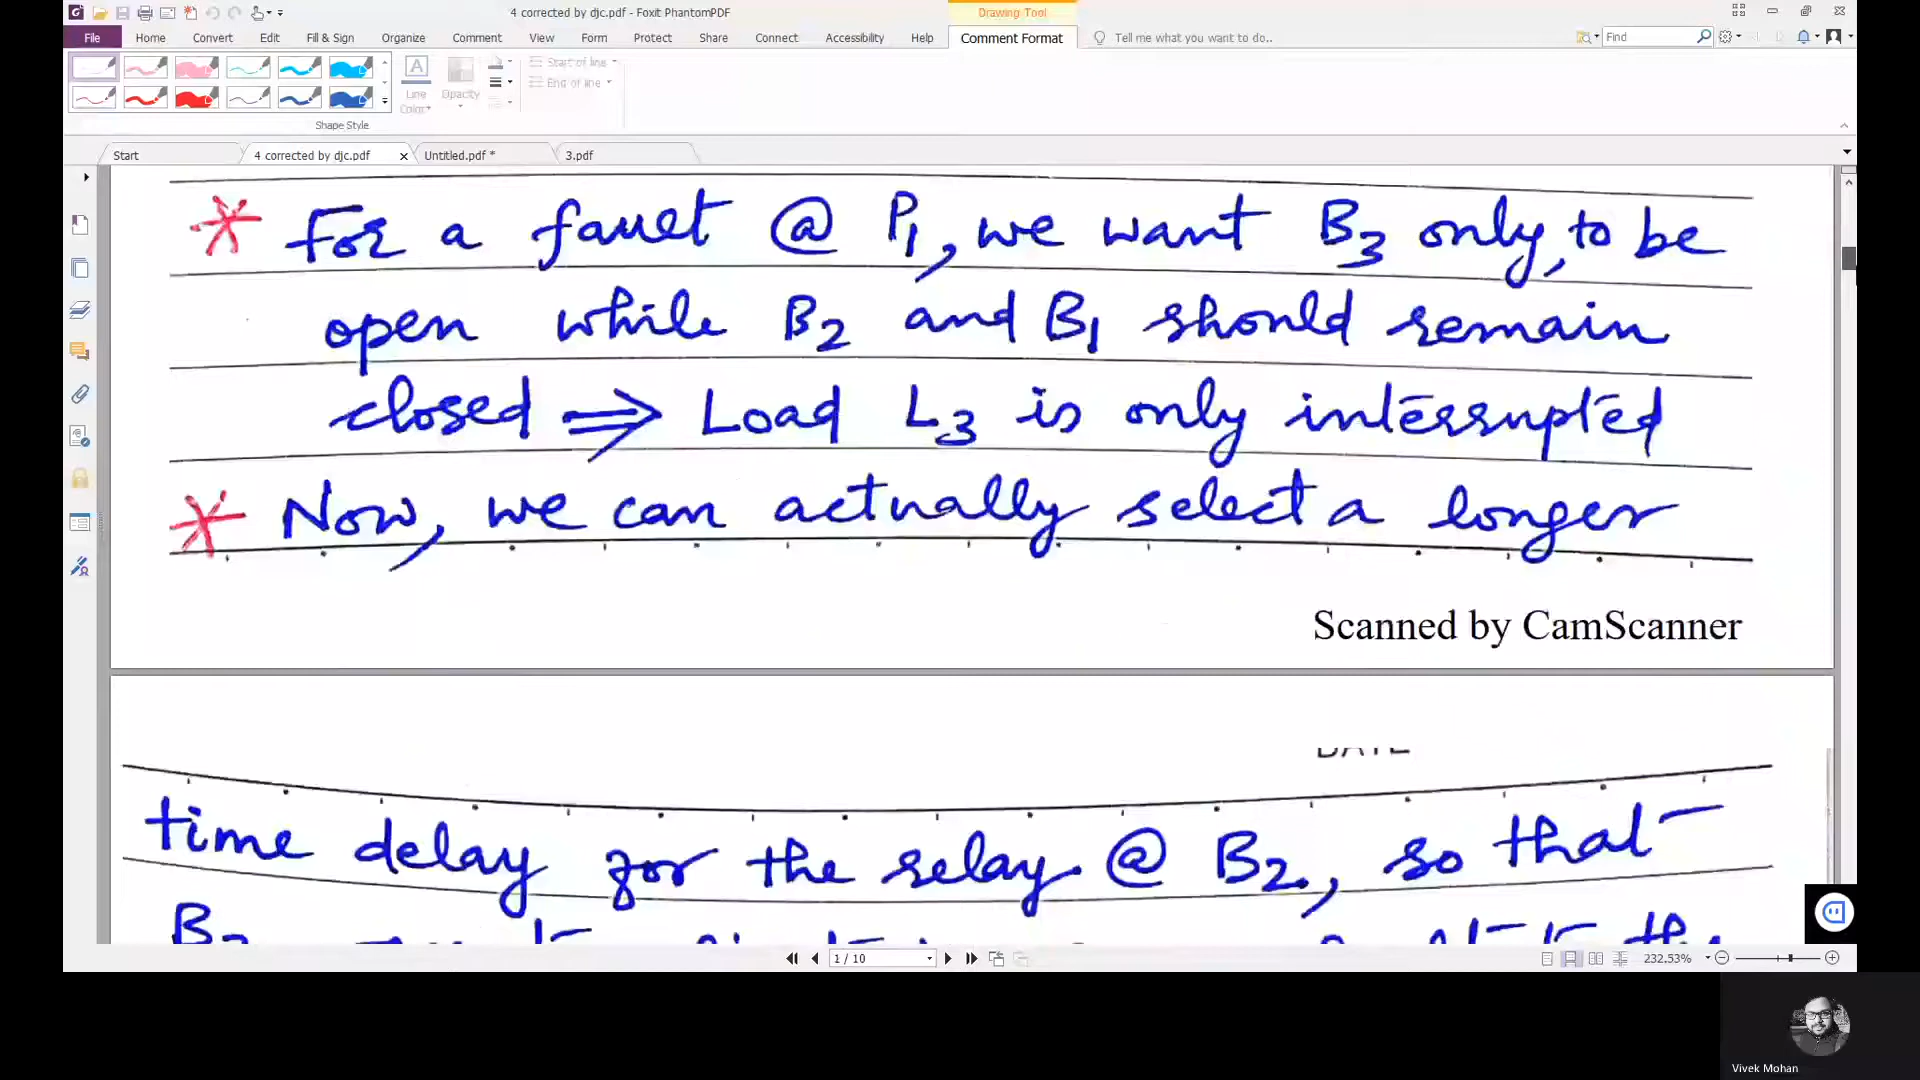 4 corrected by djc.pdf - Foxit PhantomPDF
Drawing Tool
File Home Convert Edit Fill & Sign Organize Comment View Form Protect Share Connect Accessibility Help Comment Format Tell me what you want to do.. Find
Start of line
End of line
Line Color
Opacity
Shape Style
Start 4 corrected by djc.pdf Untitled.pdf * 3.pdf
For a fault @ P1, we want B3 only, to be
open while B2 and B1 should remain
closed ⇒ Load L3 is only interrupted
Now, we can actually select a longer
Scanned by CamScanner
DATE
time delay for the relay @ B2, so that
1 / 10
232.53%
Vivek Mohan